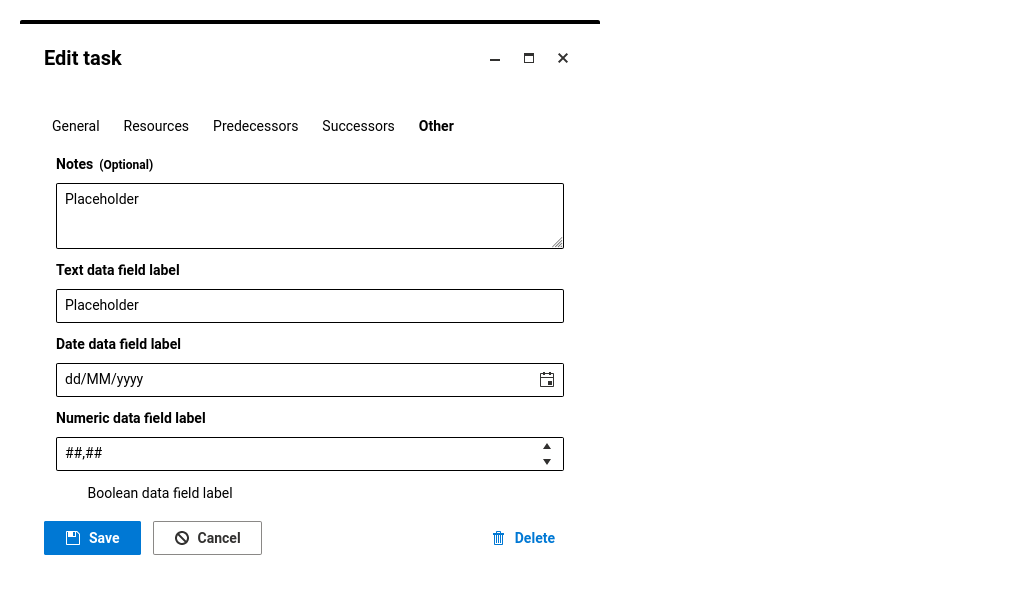 Edit task
General Resources Predecessors Successors Other
Notes (Optional)
Placeholder
Text data field label
Placeholder
Date data field label
dd/MM/yyyy
Numeric data field label
##,##
Boolean data field label
Save Cancel Delete